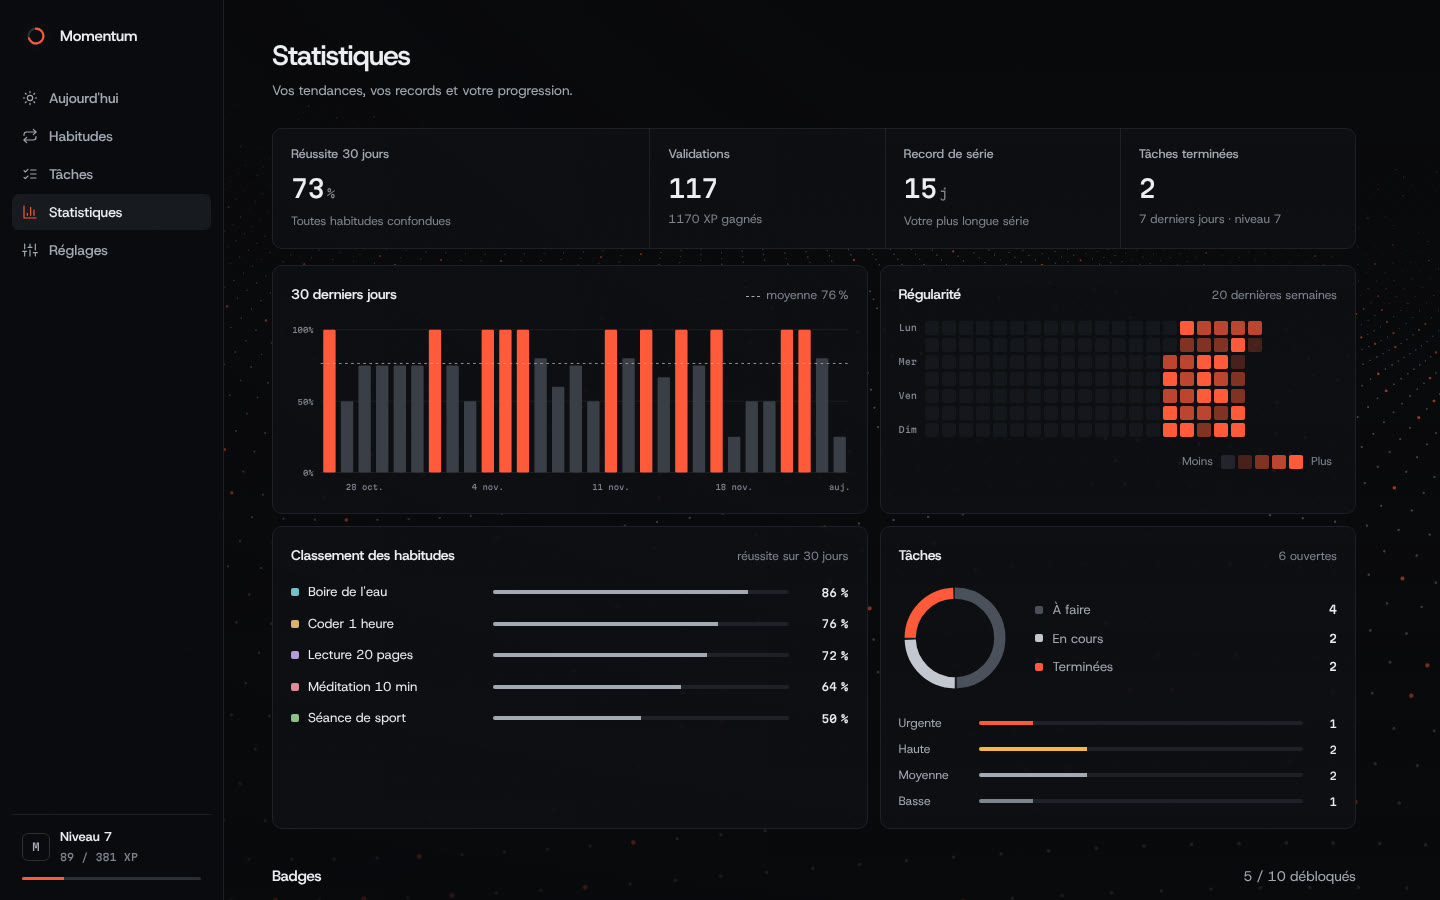 Momentum
Aujourd'hui
Habitudes
Tâches
Statistiques
Réglages
M
Niveau 7
89 / 381 XP
Statistiques
Vos tendances, vos records et votre progression.
Réussite 30 jours
73 %
Toutes habitudes confondues
Validations
117
1170 XP gagnés
Record de série
15 j
Votre plus longue série
Tâches terminées
2
7 derniers jours · niveau 7
30 derniers jours
--- moyenne 76 %
100%
50%
0%
28 oct.
4 nov.
11 nov.
18 nov.
auj.
Régularité
20 dernières semaines
Lun
Mer
Ven
Dim
Moins
Plus
Classement des habitudes
réussite sur 30 jours
Boire de l'eau 86 %
Coder 1 heure 76 %
Lecture 20 pages 72 %
Méditation 10 min 64 %
Séance de sport 50 %
Tâches
6 ouvertes
À faire 4
En cours 2
Terminées 2
Urgente 1
Haute 2
Moyenne 2
Basse 1
Badges
5 / 10 débloqués